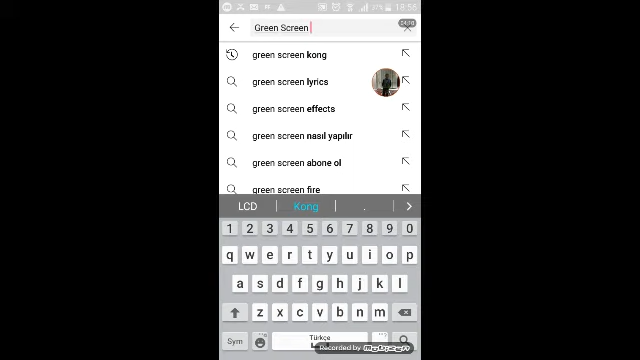 18:56
Green Screen
green screen kong
green screen lyrics
green screen effects
green screen nasıl yapılır
green screen abone ol
green screen fire
LCD Kong .
1 2 3 4 5 6 7 8 9 0
q w e r t y u i o p
a s d f g h j k l
z x c v b n m
Sym Türkçe
Recorded by